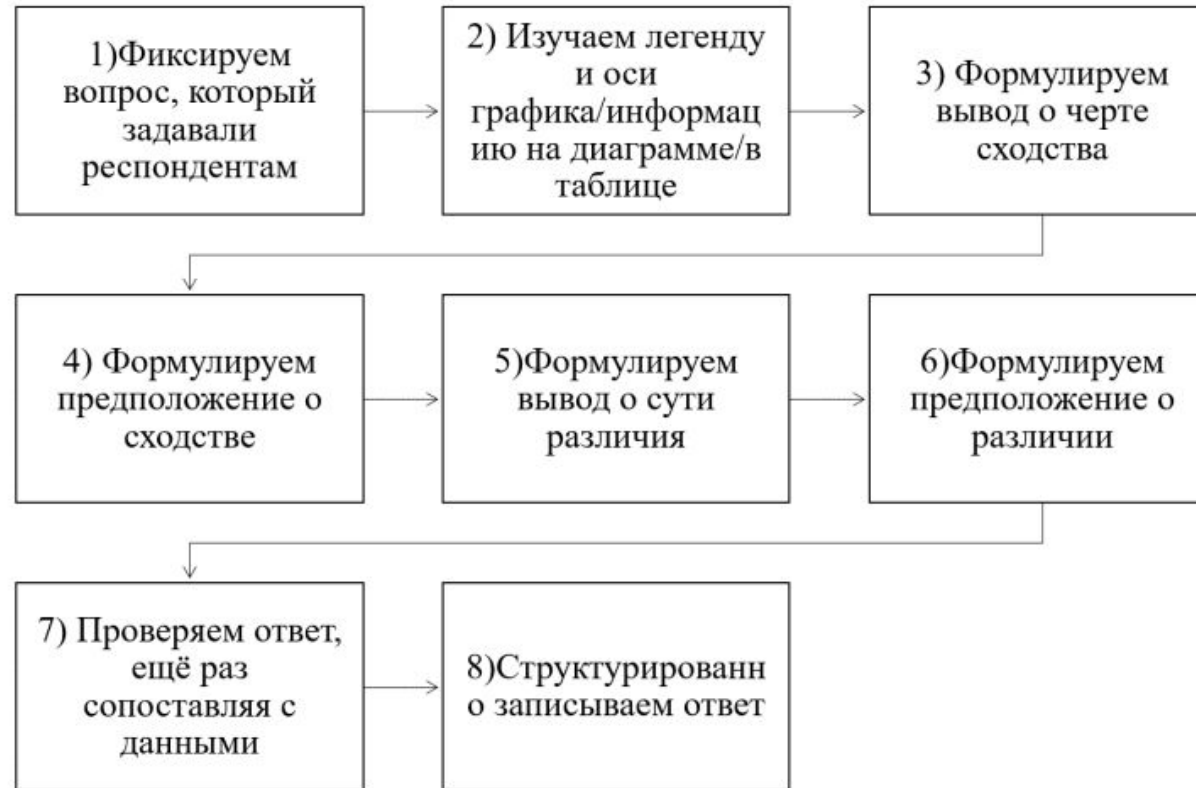 1)Фиксируем
вопрос, который
задавали
респондентам
2) Изучаем легенду
и оси
графика/информац
ию на диаграмме/в
таблице
3) Формулируем
вывод о черте
сходства
4) Формулируем
предположение о
сходстве
5)Формулируем
вывод о сути
различия
6)Формулируем
предположение о
различии
7) Проверяем ответ,
ещё раз
сопоставляя с
данными
8)Структурированн
о записываем ответ